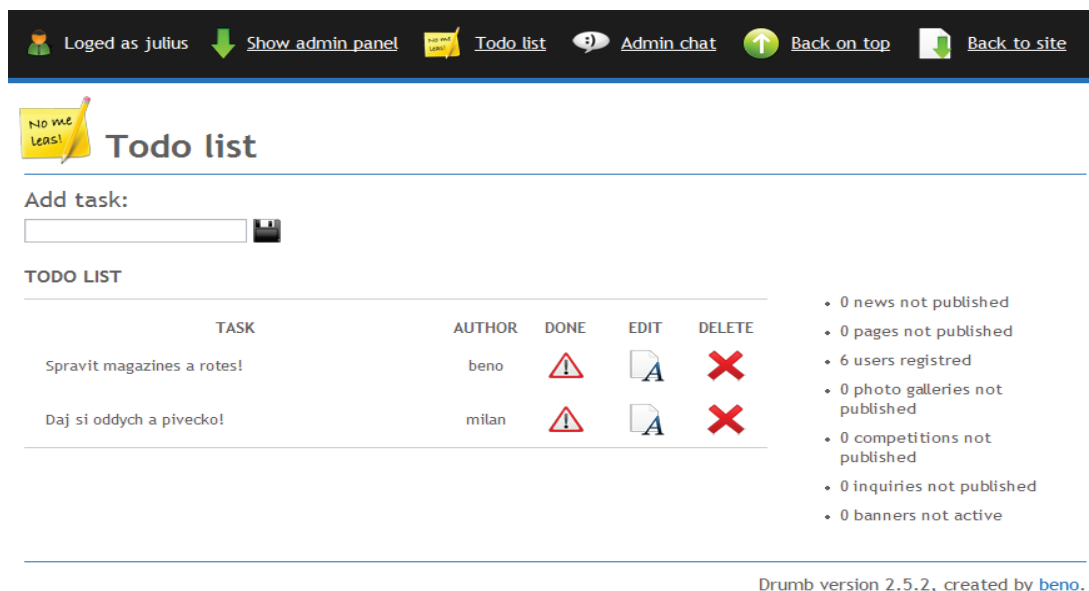 Loged as julius Show admin panel No me Leas! Todo list :) Admin chat Back on top Back to site
No me
Leas!
Todo list
Add task:
TODO LIST
TASK AUTHOR DONE EDIT DELETE
Spravit magazines a rotes! beno
Daj si oddych a pivecko! milan
0 news not published
0 pages not published
6 users registred
0 photo galleries not
published
0 competitions not
published
0 inquiries not published
0 banners not active
Drumb version 2.5.2, created by beno.